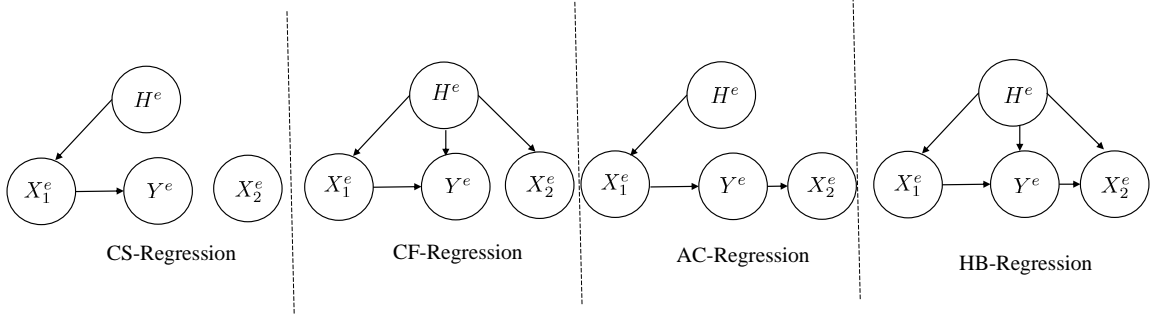 H^e
X_1^e Y^e X_2^e
CS-Regression
H^e
X_1^e Y^e X_2^e
CF-Regression
H^e
X_1^e Y^e X_2^e
AC-Regression
H^e
X_1^e Y^e X_2^e
HB-Regression